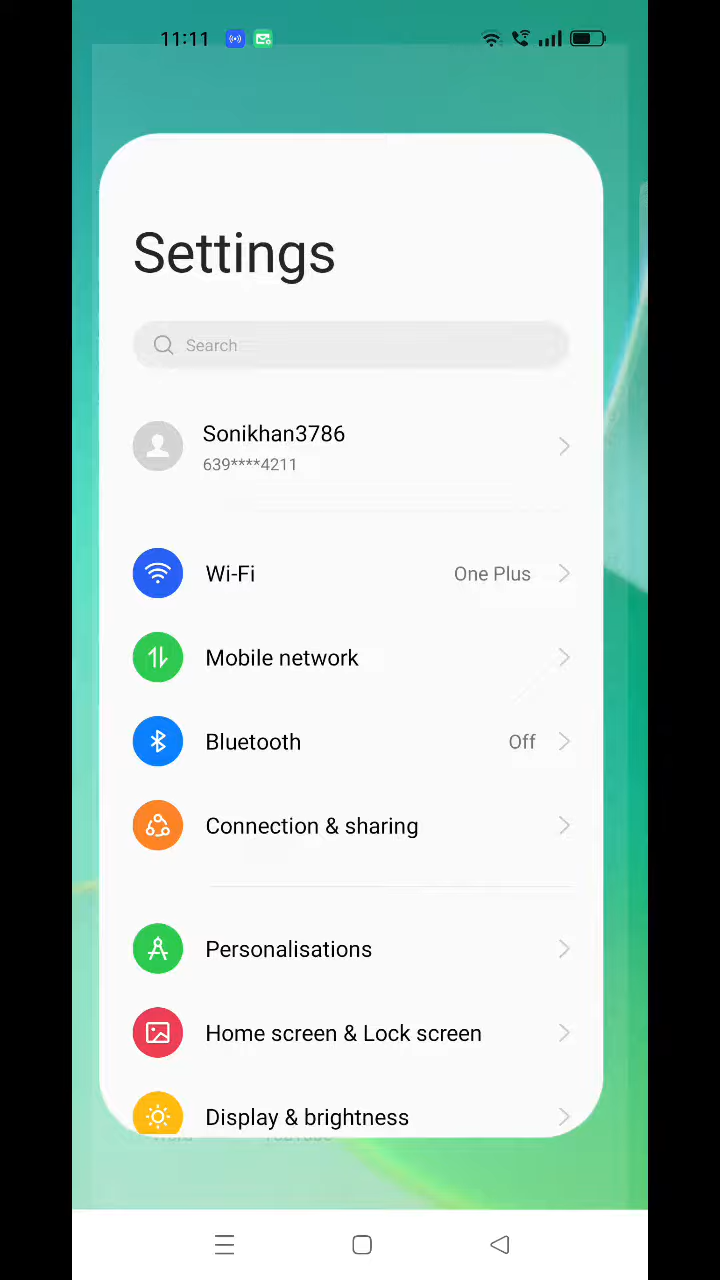 11:11
Settings
Search
Sonikhan3786
639****4211
Wi-Fi One Plus
Mobile network
Bluetooth Off
Connection & sharing
Personalisations
Home screen & Lock screen
Display & brightness